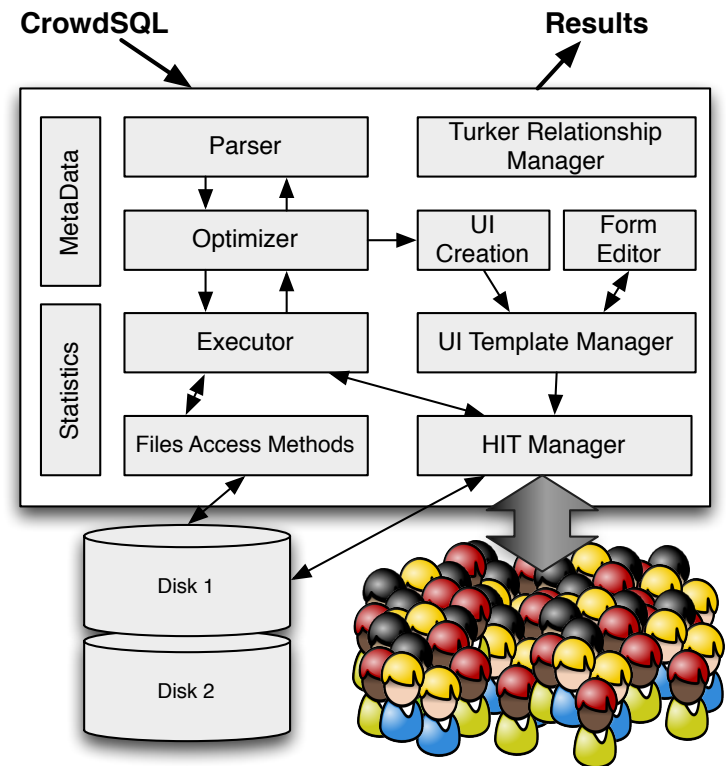 CrowdSQL
Results
MetaData
Statistics
Parser
Optimizer
Executor
Files Access Methods
Turker Relationship
Manager
UI
Creation
Form
Editor
UI Template Manager
HIT Manager
Disk 1
Disk 2